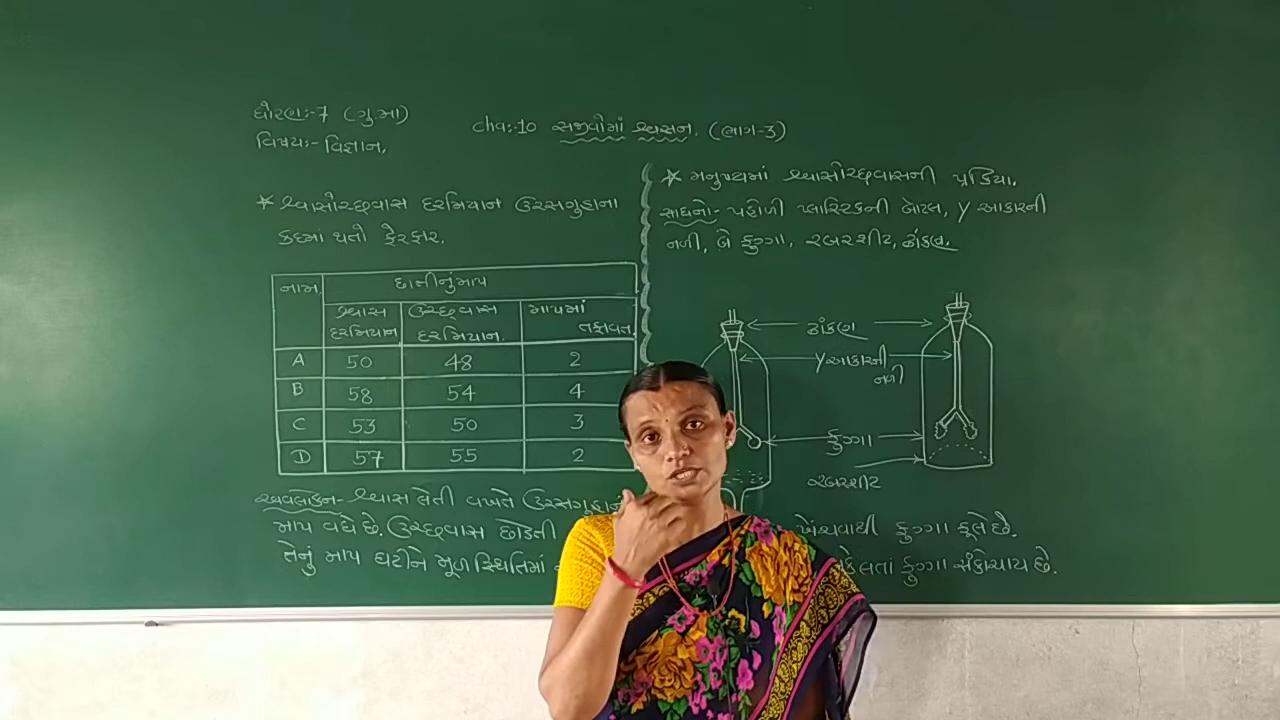 ધોરણ:-7 (ગુ.મા)
વિષય:- વિજ્ઞાન.
ch:-10 સજીવોમાં શ્વસન. (ભાગ-3)
* શ્વાસોચ્છવાસ દરમિયાન ઉરસગુહાના
કદમાં થતો ફેરફાર.
નામ છાતીનું માપ
શ્વાસ દરમિયાન ઉચ્છવાસ દરમિયાન. માપમાં તફાવત.
A 50 48 2
B 58 54 4
C 53 50 3
D 57 55 2
અવલોકન- શ્વાસ લેતી વખતે ઉરસગુહાનું
માપ વધે છે. ઉચ્છવાસ છોડતી
તેનું માપ ઘટીને મૂળ સ્થિતિમાં
* મનુષ્યમાં શ્વાસોચ્છવાસની પ્રક્રિયા.
સાધનો:- પહોળી પ્લાસ્ટિકની બોટલ, Y આકારની
નળી, બે ફુગ્ગા, રબરશીટ, ઢાંકણ.
ઢાંકણ
Y આકારની
નળી
ફુગ્ગા
રબરશીટ
ખેંચવાથી ફુગ્ગા ફૂલે છે.
ફુગ્ગા સંકોચાય છે.